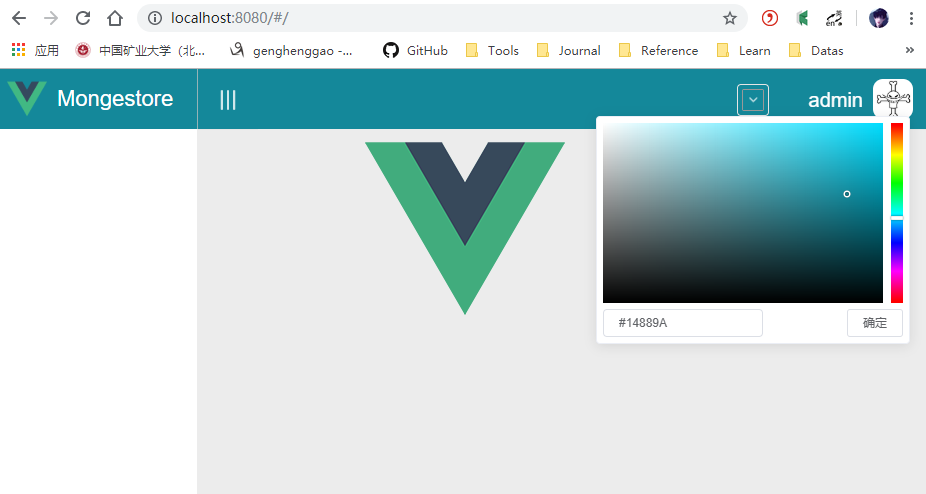 localhost:8080/#/
应用 中国矿业大学（北... genghenggao -... GitHub Tools Journal Reference Learn Datas »
Mongestore admin
#14889A 确定